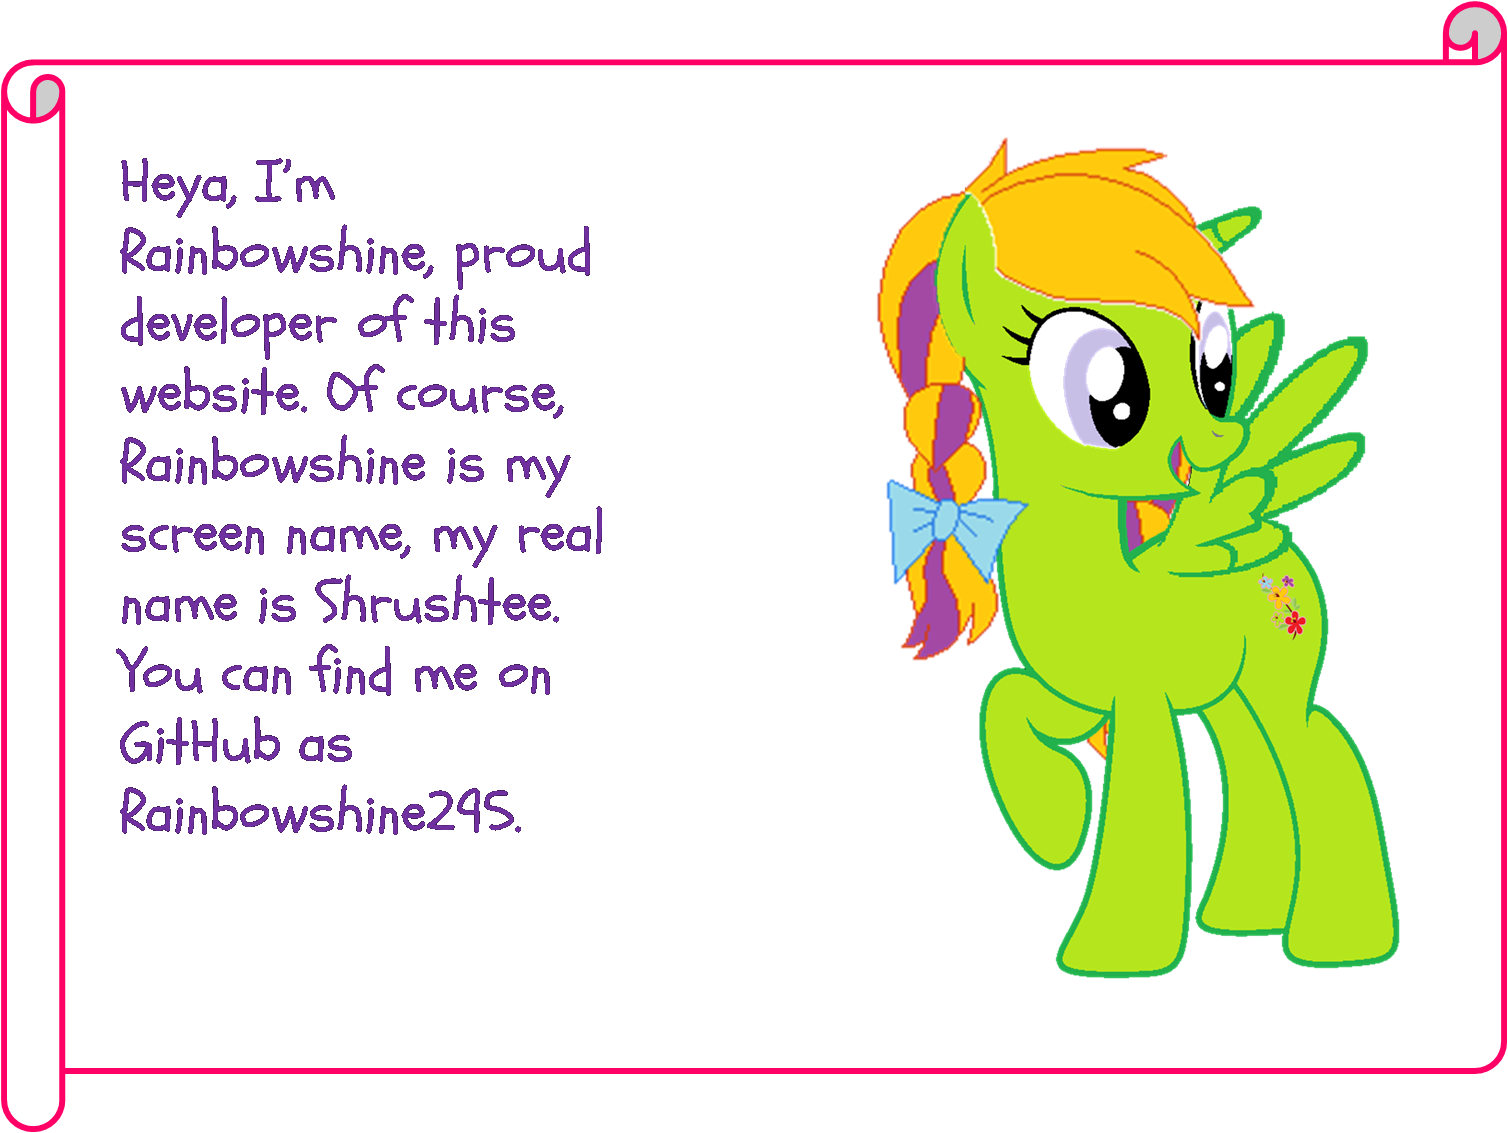 Heya, I’m
Rainbowshine, proud
developer of this
website. Of course,
Rainbowshine is my
screen name, my real
name is Shrushtee.
You can find me on
GitHub as
Rainbowshine295.